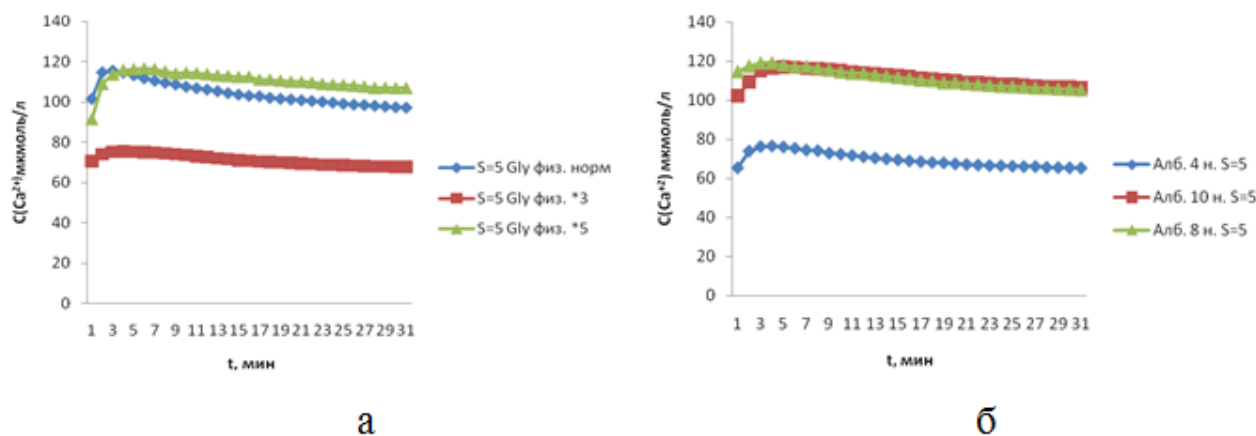 C(Ca²⁺)мкмоль/л
140
120
100
80
60
40
20
0
1 3 5 7 9 11 13 15 17 19 21 23 25 27 29 31
t, мин
S=5 Gly физ. норм
S=5 Gly физ. *3
S=5 Gly физ. *5
а
C(Ca⁺²) мкмоль/л
140
120
100
80
60
40
20
0
1 3 5 7 9 11 13 15 17 19 21 23 25 27 29 31
t, мин
Алб. 4 н. S=5
Алб. 10 н. S=5
Алб. 8 н. S=5
б